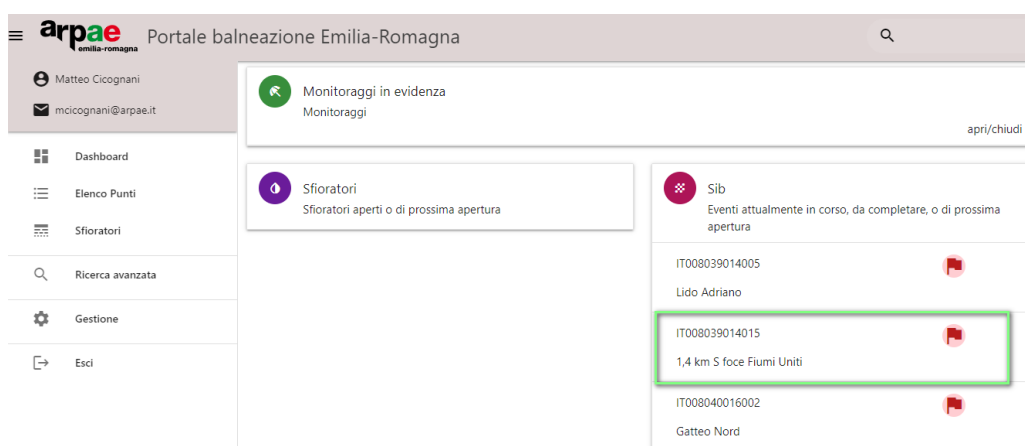 arpae
emilia-romagna
Portale balneazione Emilia-Romagna
Matteo Cicognani
mcicognani@arpae.it
Dashboard
Elenco Punti
Sfioratori
Ricerca avanzata
Gestione
Esci
Monitoraggi in evidenza
Monitoraggi
apri/chiudi
Sfioratori
Sfioratori aperti o di prossima apertura
Sib
Eventi attualmente in corso, da completare, o di prossima
apertura
IT008039014005
Lido Adriano
IT008039014015
1,4 km S foce Fiumi Uniti
IT008040016002
Gatteo Nord